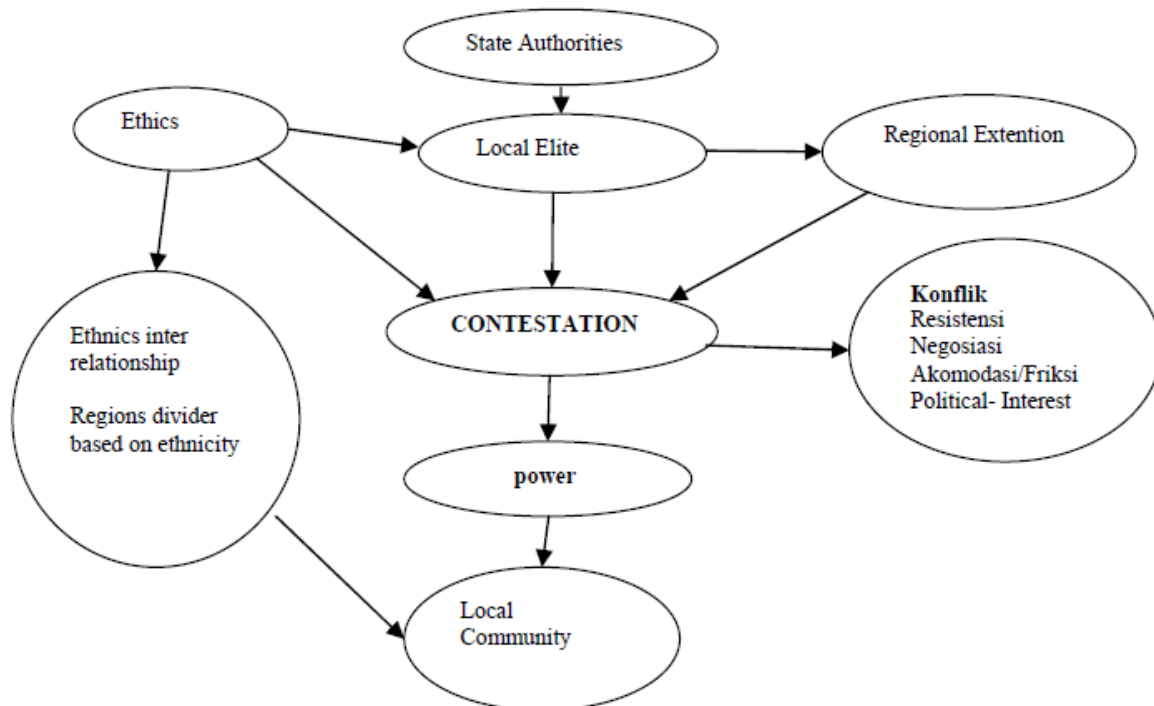 State Authorities
Ethics
Local Elite
Regional Extention
CONTESTATION
Konflik
Resistensi
Negosiasi
Akomodasi/Friksi
Political- Interest
Ethnics inter
relationship
Regions divider
based on ethnicity
power
Local
Community